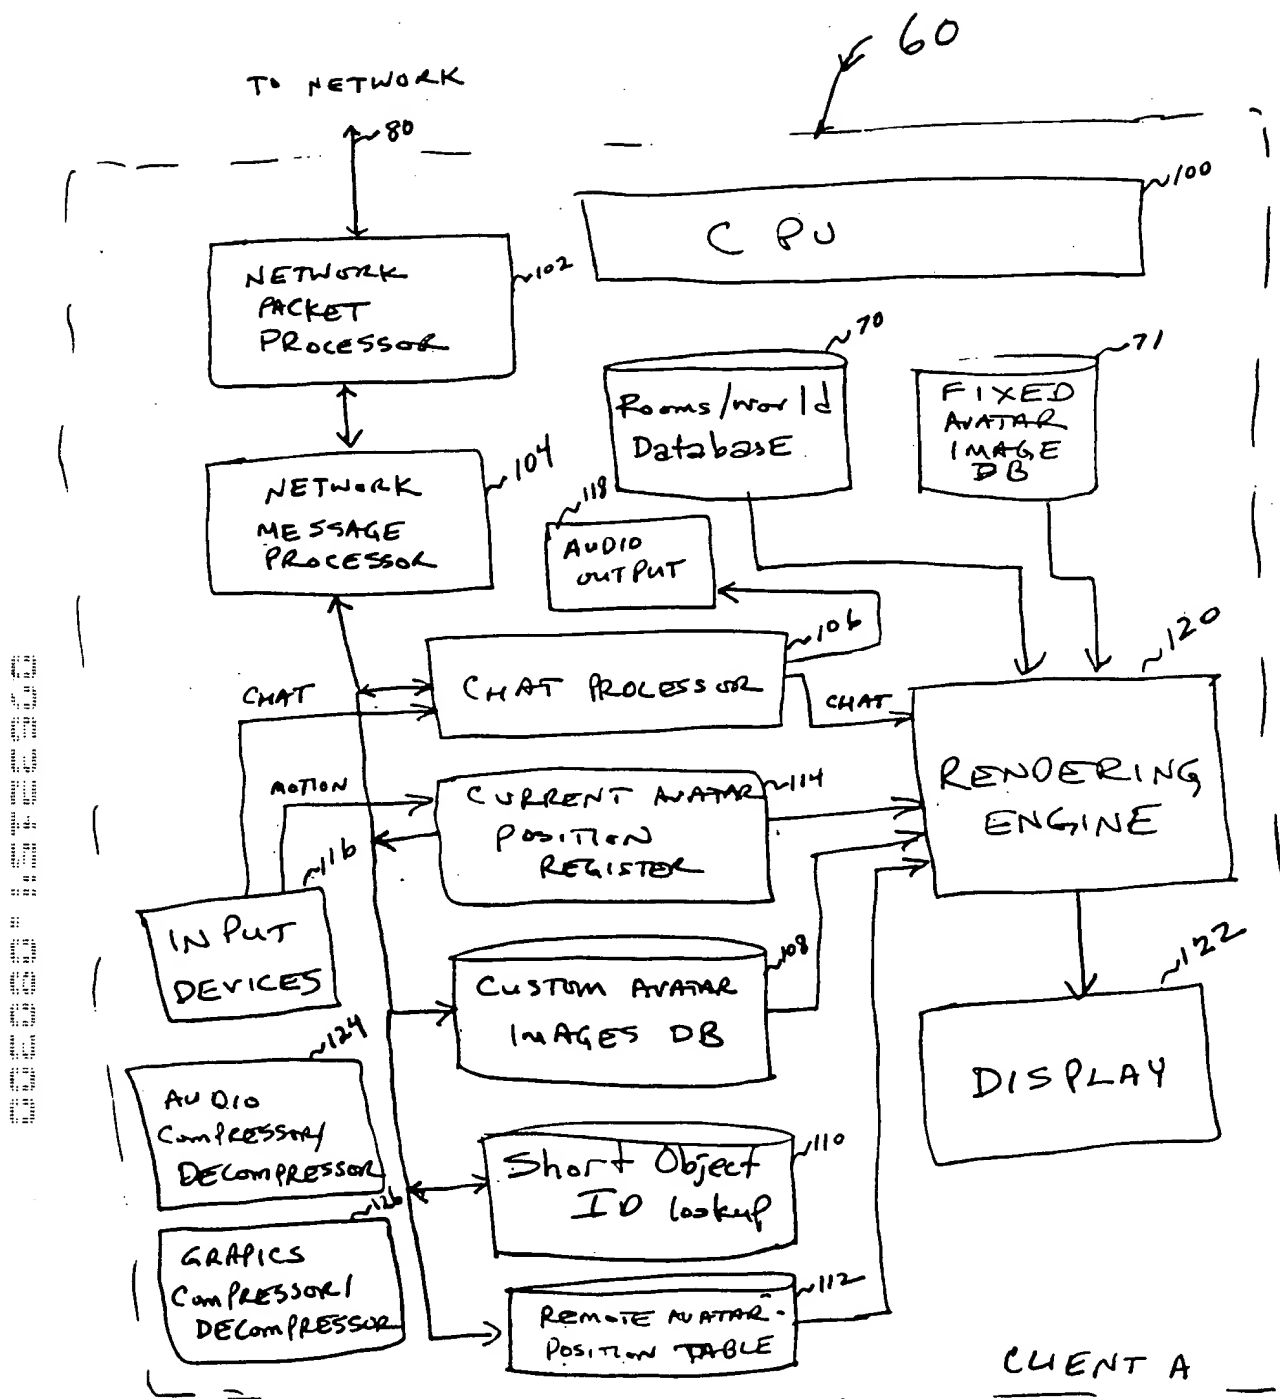 60
TO NETWORK
80
100
CPU
NETWORK
PACKET
PROCESSOR
102
70
71
Rooms/world
Database
FIXED
AVATAR
IMAGE
DB
104
NETWORK
MESSAGE
PROCESSOR
118
AUDIO
OUTPUT
106
120
CHAT
CHAT PROCESSOR
CHAT
RENDERING
ENGINE
MOTION
114
CURRENT AVATAR
POSITION
REGISTER
116
INPUT
DEVICES
108
CUSTOM AVATAR
IMAGES DB
122
DISPLAY
124
AUDIO
COMPRESSOR/
DECOMPRESSOR
110
Short Object
ID lookup
126
GRAPICS
COMPRESSOR/
DECOMPRESSOR
112
REMOTE AVATAR-
POSITION TABLE
CLIENT A